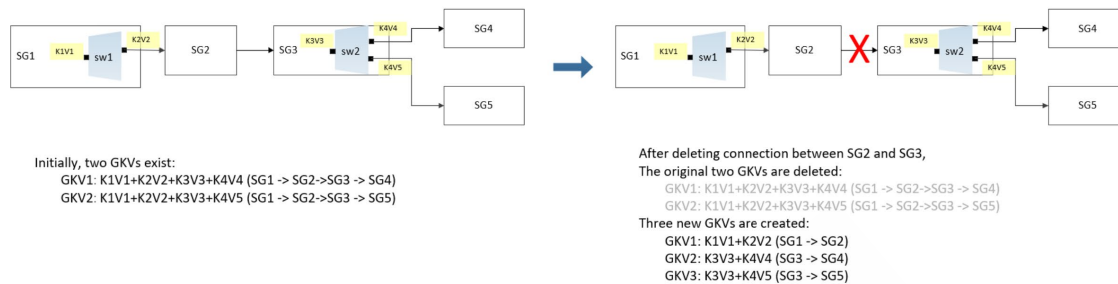 K1V1
K2V2
SG1
sw1
SG2
K3V3
SG3
sw2
K4V4
K4V5
SG4
SG5
Initially, two GKVs exist:
GKV1: K1V1+K2V2+K3V3+K4V4 (SG1 -> SG2->SG3 -> SG4)
GKV2: K1V1+K2V2+K3V3+K4V5 (SG1 -> SG2->SG3 -> SG5)
K1V1
K2V2
SG1
sw1
SG2
X
K3V3
SG3
sw2
K4V4
K4V5
SG4
SG5
After deleting connection between SG2 and SG3,
The original two GKVs are deleted:
GKV1: K1V1+K2V2+K3V3+K4V4 (SG1 -> SG2->SG3 -> SG4)
GKV2: K1V1+K2V2+K3V3+K4V5 (SG1 -> SG2->SG3 -> SG5)
Three new GKVs are created:
GKV1: K1V1+K2V2 (SG1 -> SG2)
GKV2: K3V3+K4V4 (SG3 -> SG4)
GKV3: K3V3+K4V5 (SG3 -> SG5)